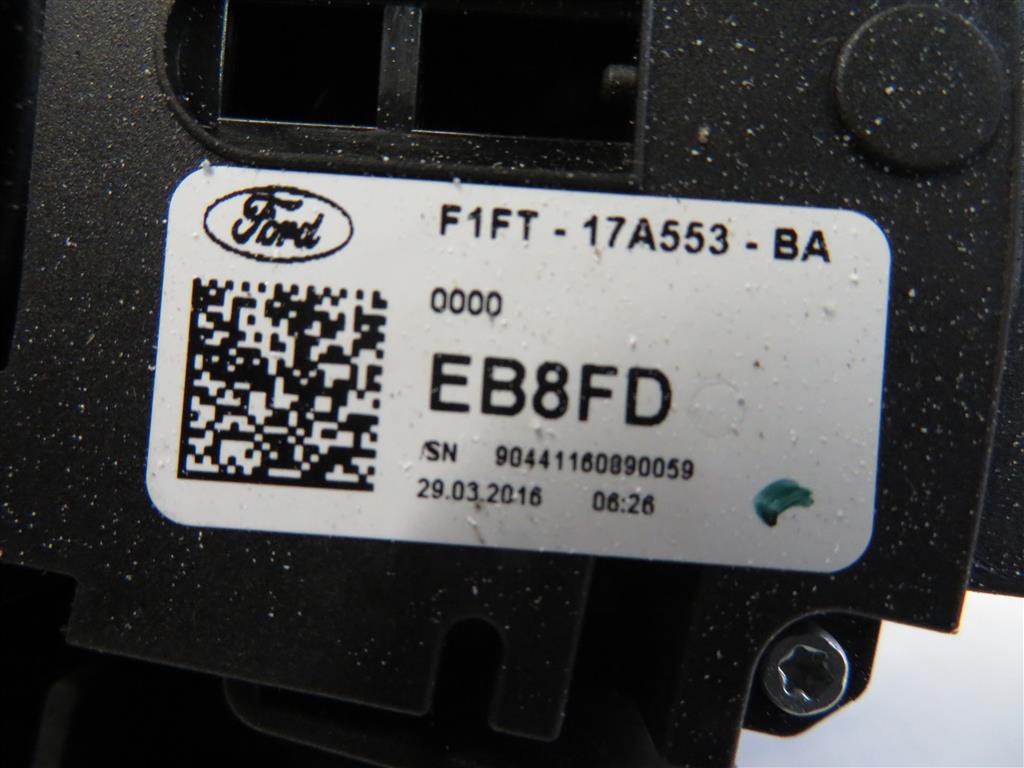 Ford
F1FT - 17A553 - BA
0000
EB8FD
/SN 90441160890059
29.03.2016 06:26